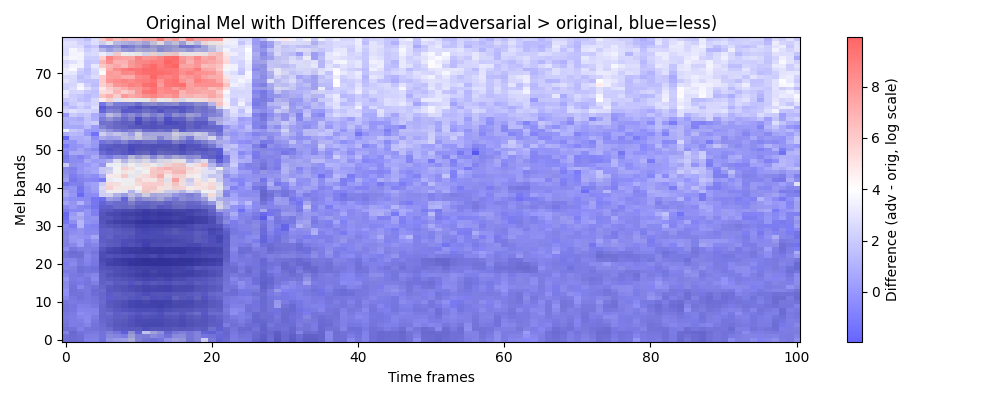 Original Mel with Differences (red=adversarial > original, blue=less)
Mel bands
70
60
50
40
30
20
10
0
0 20 40 60 80 100
Time frames
8
6
4
2
0
Difference (adv - orig, log scale)